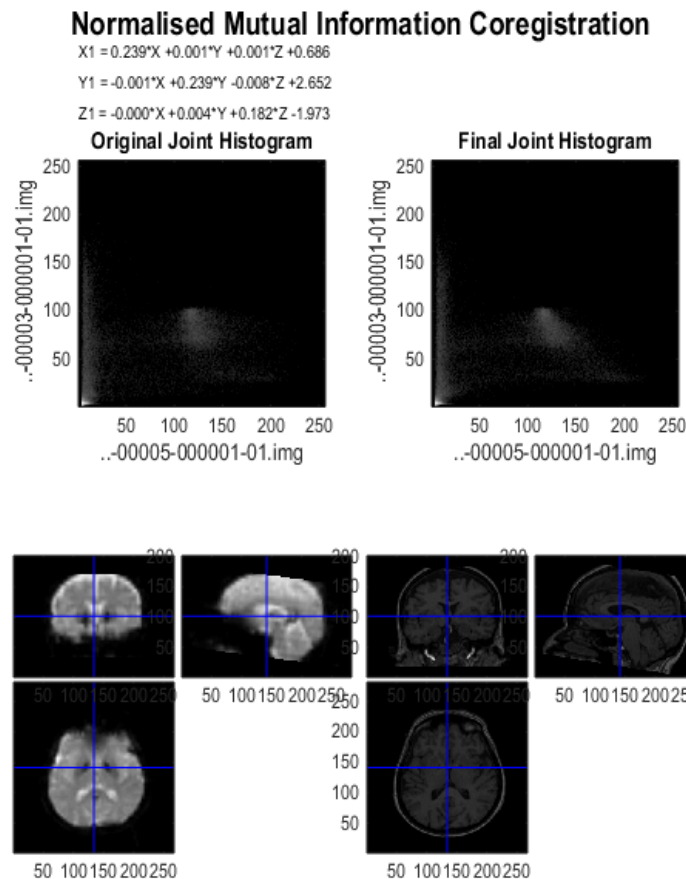 Normalised Mutual Information Coregistration
X1 = 0.239*X +0.001*Y +0.001*Z +0.686
Y1 = -0.001*X +0.239*Y -0.008*Z +2.652
Z1 = -0.000*X +0.004*Y +0.182*Z -1.973
Original Joint Histogram
Final Joint Histogram
250
200
150
100
50
..-00003-000001-01.img
50 100 150 200 250
..-00005-000001-01.img
250
200
150
100
50
..-00003-000001-01.img
50 100 150 200 250
..-00005-000001-01.img
200
150
100
50
200
150
100
50
50 100 150 200 250
50 100 150 200 250
50 100 150 200 250
50 100 150 200 250
250
200
150
100
50
50 100 150 200 250
50 100 150 200 250